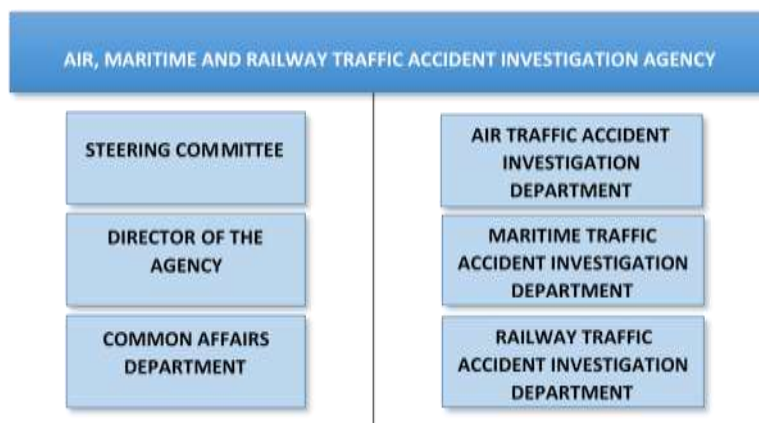 AIR, MARITIME AND RAILWAY TRAFFIC ACCIDENT INVESTIGATION AGENCY
STEERING COMMITTEE
DIRECTOR OF THE
AGENCY
COMMON AFFAIRS
DEPARTMENT
AIR TRAFFIC ACCIDENT
INVESTIGATION
DEPARTMENT
MARITIME TRAFFIC
ACCIDENT INVESTIGATION
DEPARTMENT
RAILWAY TRAFFIC
ACCIDENT INVESTIGATION
DEPARTMENT